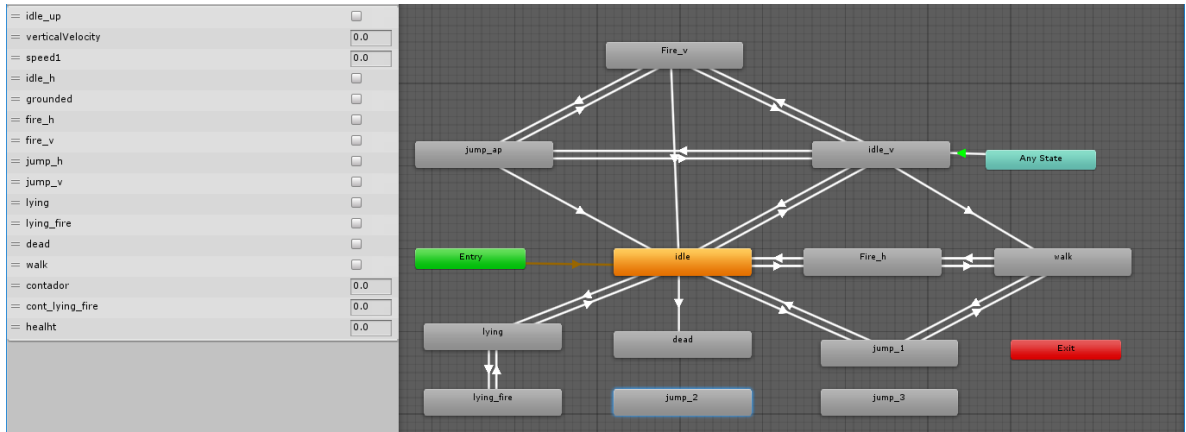 idle_up
verticalVelocity 0.0
speed1 0.0
idle_h
grounded
fire_h
fire_v
jump_h
jump_v
lying
lying_fire
dead
walk
contador 0.0
cont_lying_fire 0.0
healht 0.0
Fire_v
jump_ap
idle_v
Any State
Entry
idle
Fire_h
walk
lying
dead
jump_1
Exit
lying_fire
jump_2
jump_3